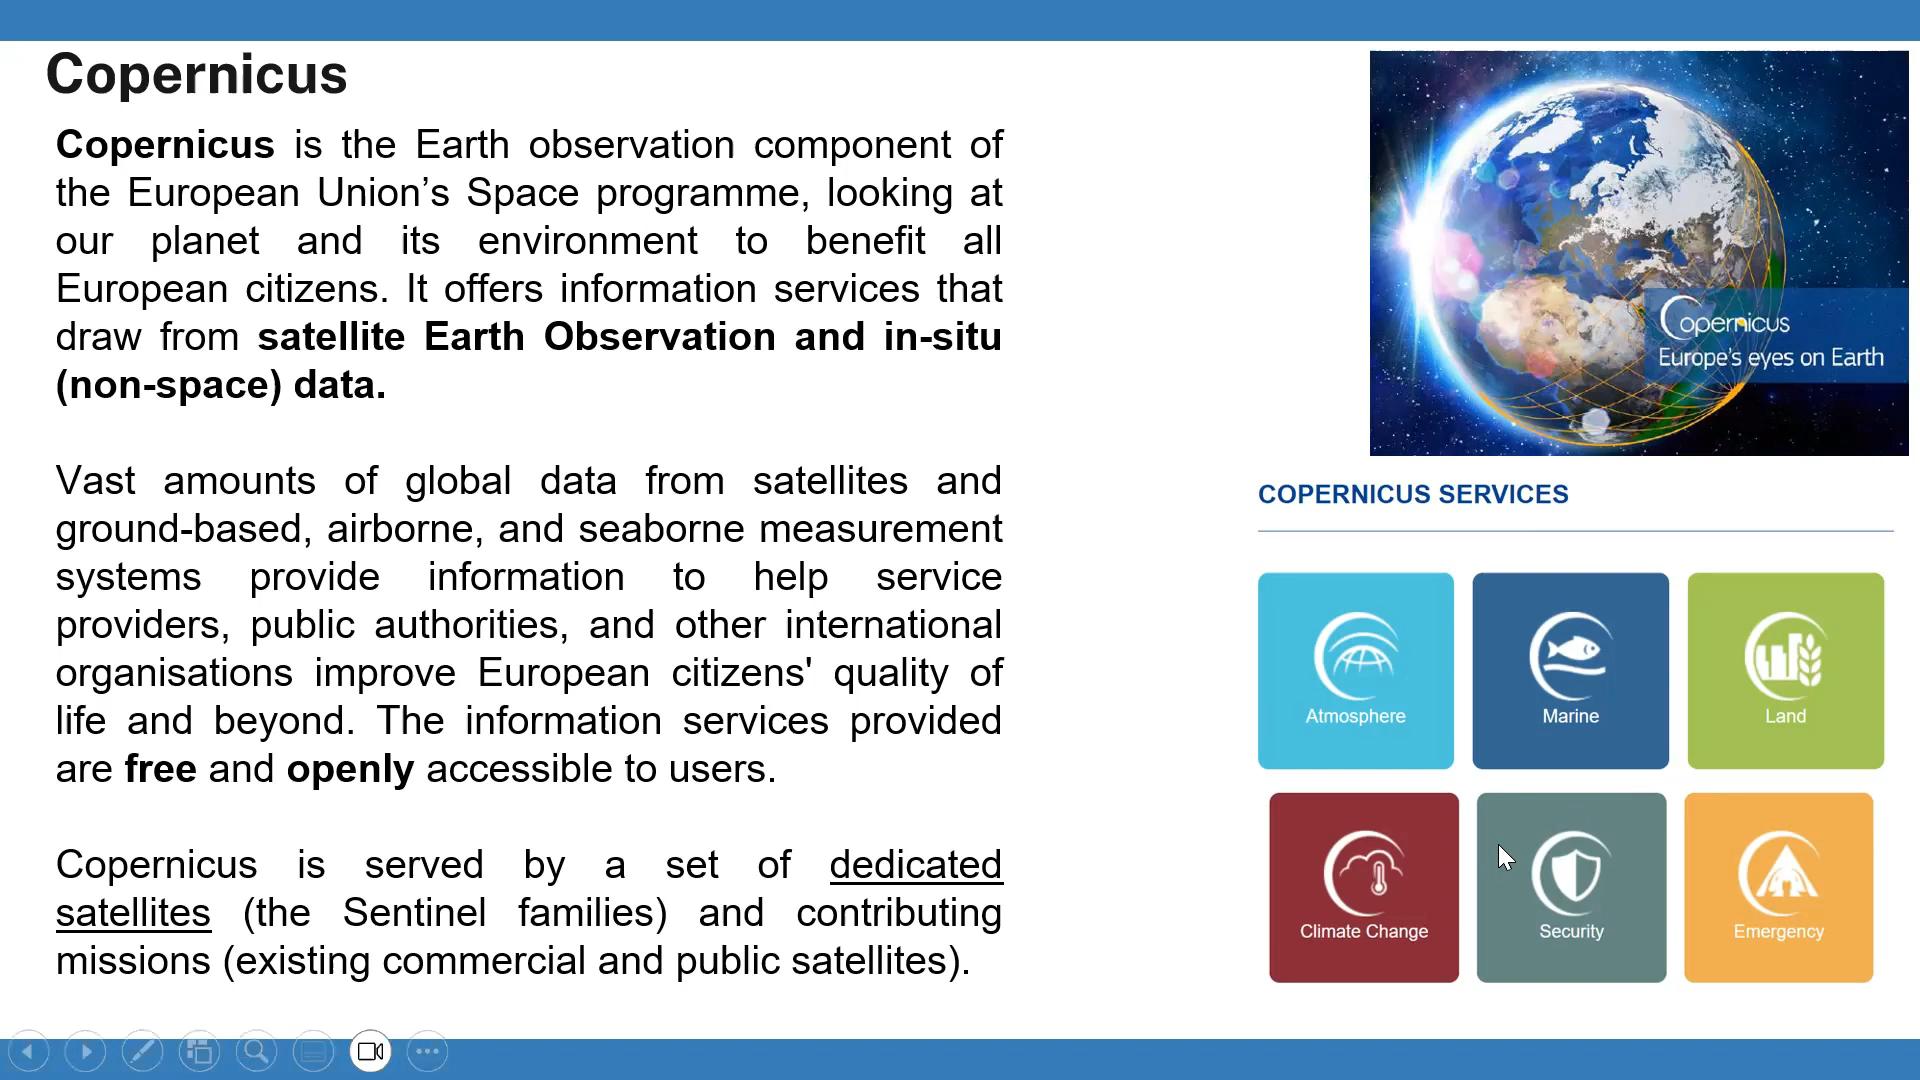 Copernicus
Copernicus is the Earth observation component of
the European Union’s Space programme, looking at
our planet and its environment to benefit all
European citizens. It offers information services that
draw from satellite Earth Observation and in-situ
(non-space) data.
Vast amounts of global data from satellites and
ground-based, airborne, and seaborne measurement
systems provide information to help service
providers, public authorities, and other international
organisations improve European citizens' quality of
life and beyond. The information services provided
are free and openly accessible to users.
Copernicus is served by a set of dedicated
satellites (the Sentinel families) and contributing
missions (existing commercial and public satellites).
Copernicus
Europe's eyes on Earth
COPERNICUS SERVICES
Atmosphere
Marine
Land
Climate Change
Security
Emergency